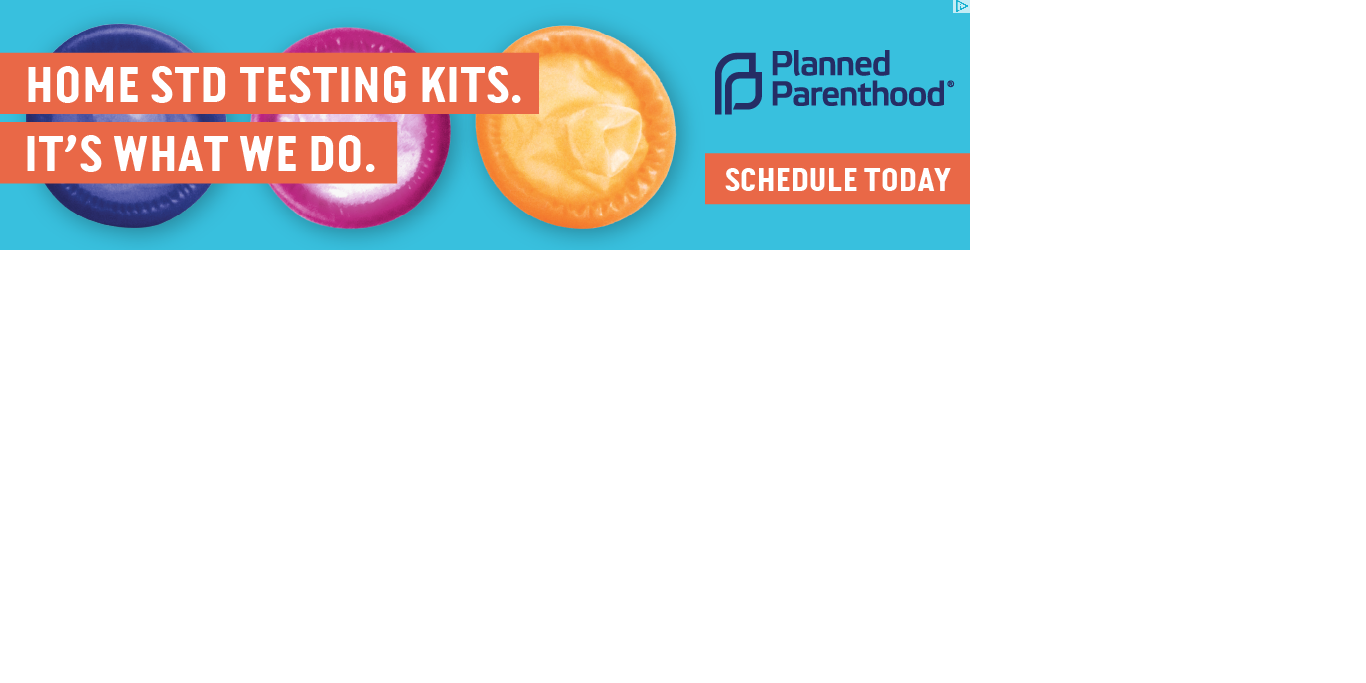 HOME STD TESTING KITS.
IT'S WHAT WE DO.
Planned
Parenthood®
SCHEDULE TODAY